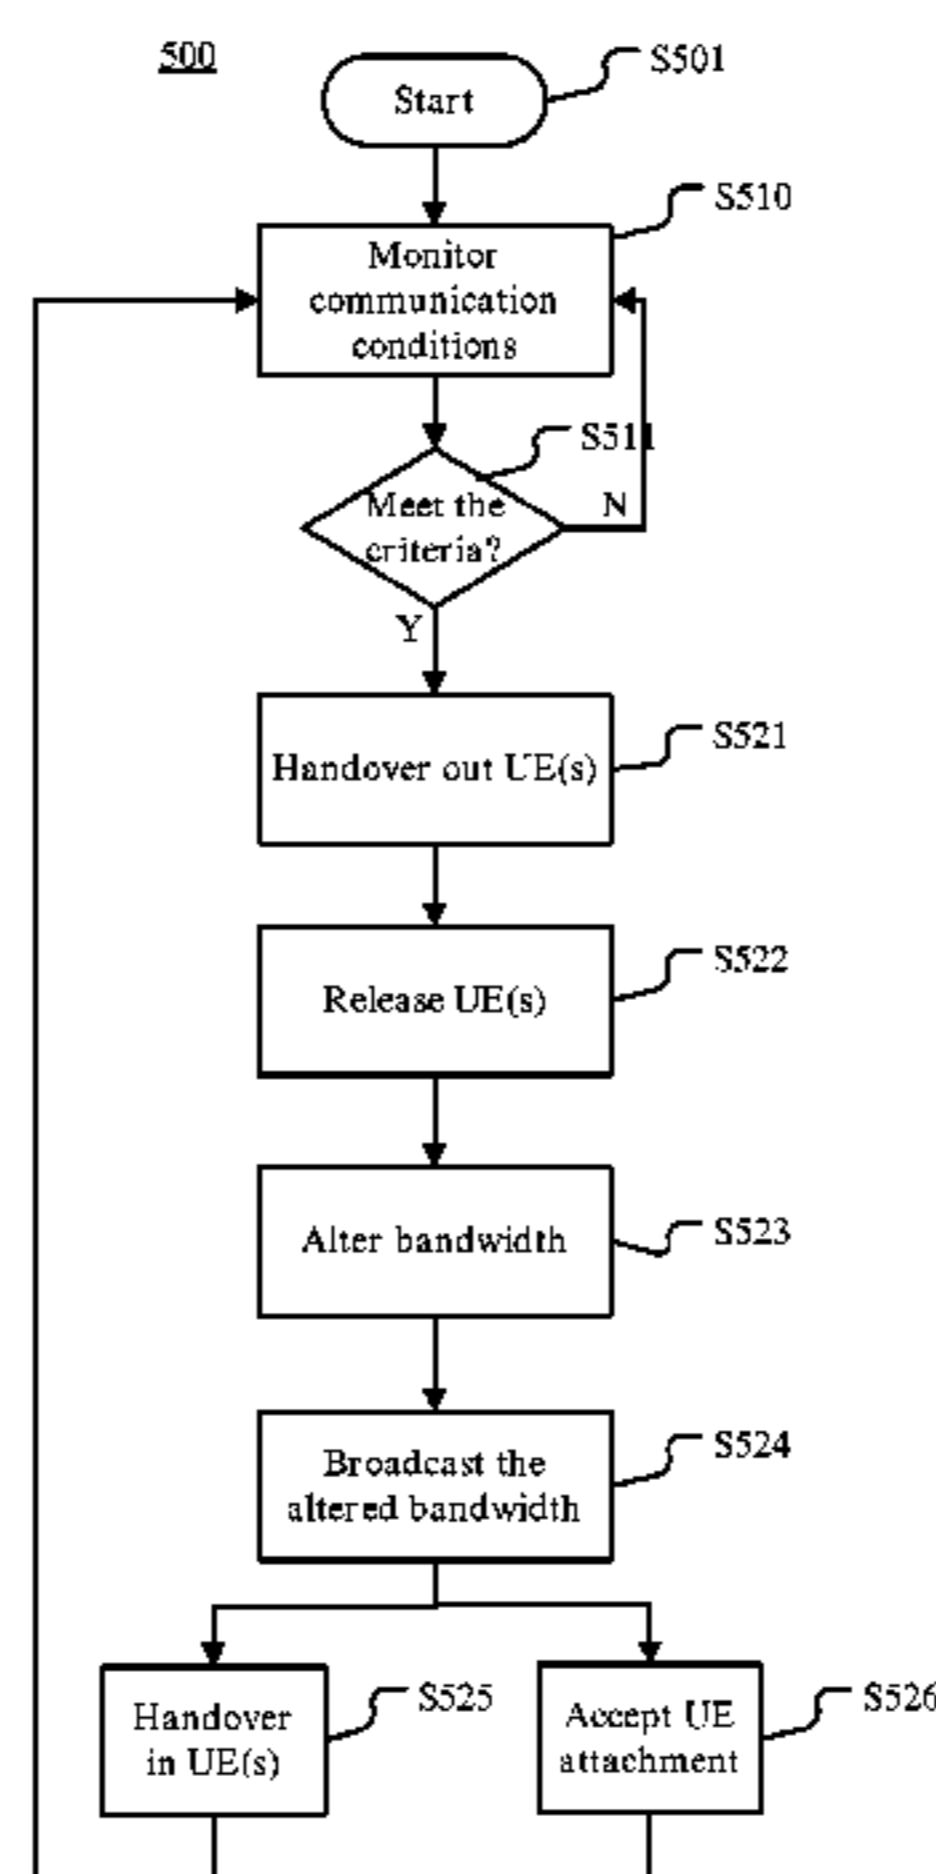 500
Start
S501
S510
Monitor
communication
conditions
S511
Meet the
criteria?
N
Y
S521
Handover out UE(s)
S522
Release UE(s)
S523
Alter bandwidth
S524
Broadcast the
altered bandwidth
S525
Handover
in UE(s)
S526
Accept UE
attachment